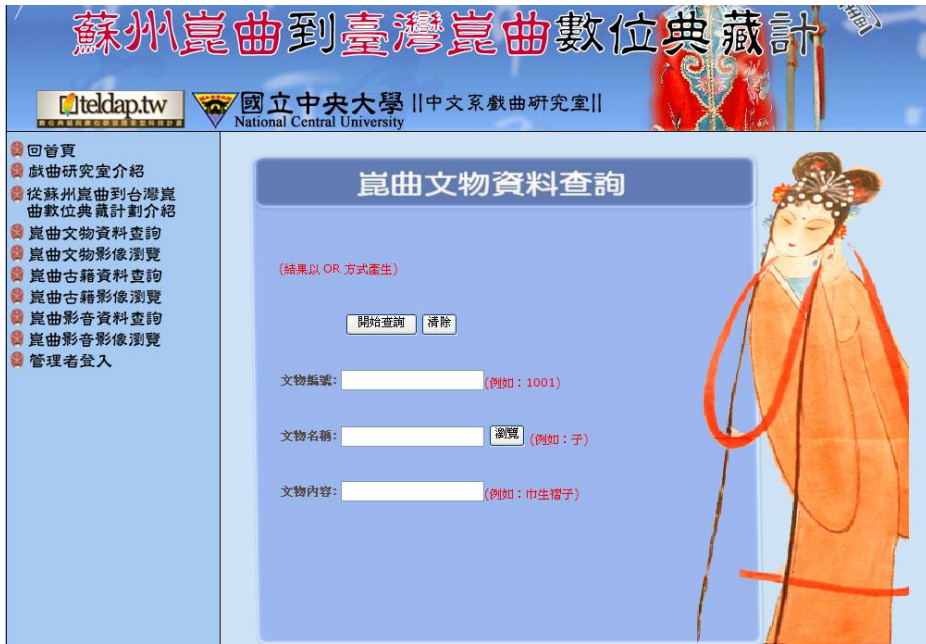 蘇州崑曲到臺灣崑曲數位典藏計
teldap.tw
國立中央大學 ||中文系戲曲研究室||
National Central University
回首頁
戲曲研究室介紹
從蘇州崑曲到台灣崑
曲數位典藏計劃介紹
崑曲文物資料查詢
崑曲文物影像瀏覽
崑曲古籍資料查詢
崑曲古籍影像瀏覽
崑曲影音資料查詢
崑曲影音影像瀏覽
管理者登入
崑曲文物資料查詢
(結果以 OR 方式產生)
開始查詢 清除
文物編號: (例如：1001)
文物名稱: 瀏覽 (例如：子)
文物內容: (例如：巾生褶子)